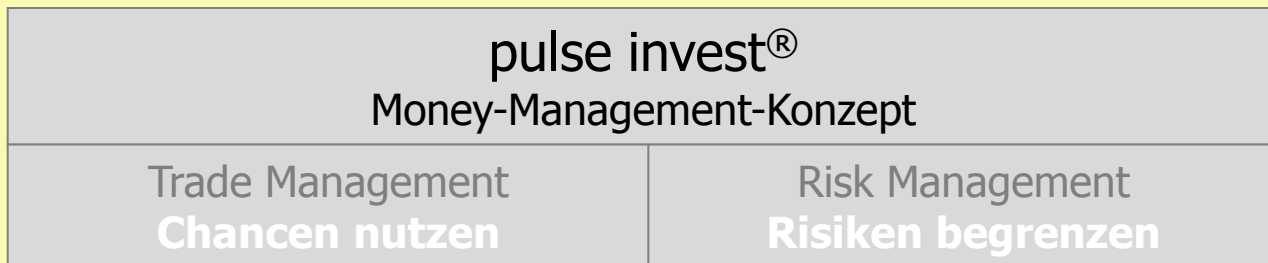 pulse invest®
Money-Management-Konzept
Trade Management
Chancen nutzen
Risk Management
Risiken begrenzen